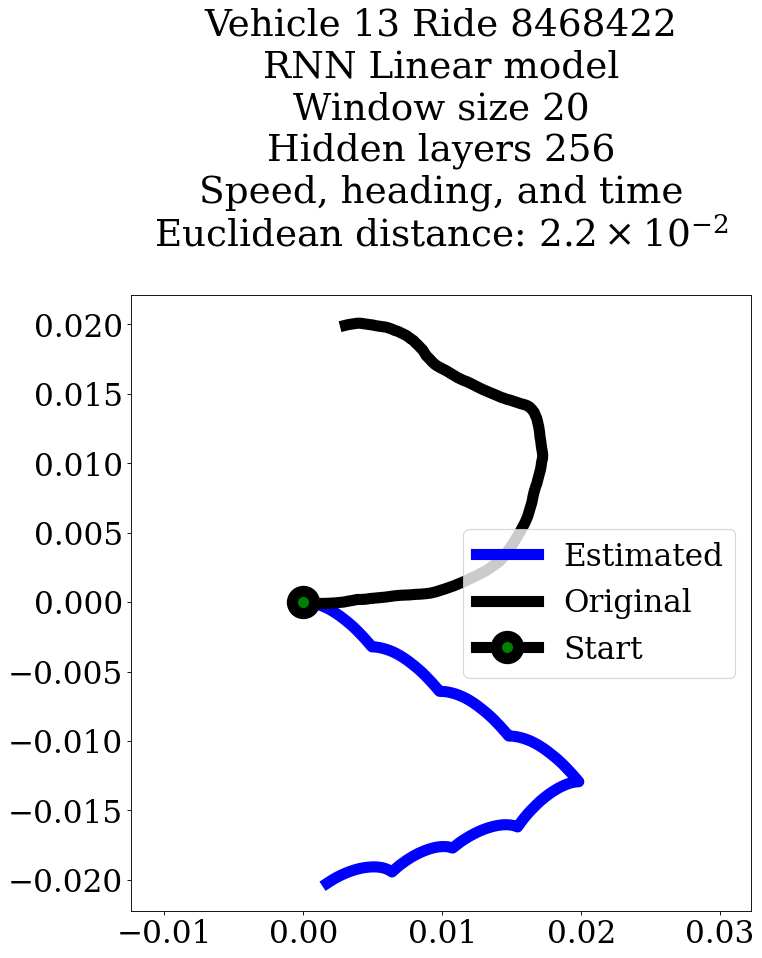 Vehicle 13 Ride 8468422
RNN Linear model
Window size 20
Hidden layers 256
Speed, heading, and time
Euclidean distance: 2.2 × 10⁻²
0.020
0.015
0.010
0.005
0.000
−0.005
−0.010
−0.015
−0.020
Estimated
Original
Start
−0.01 0.00 0.01 0.02 0.03